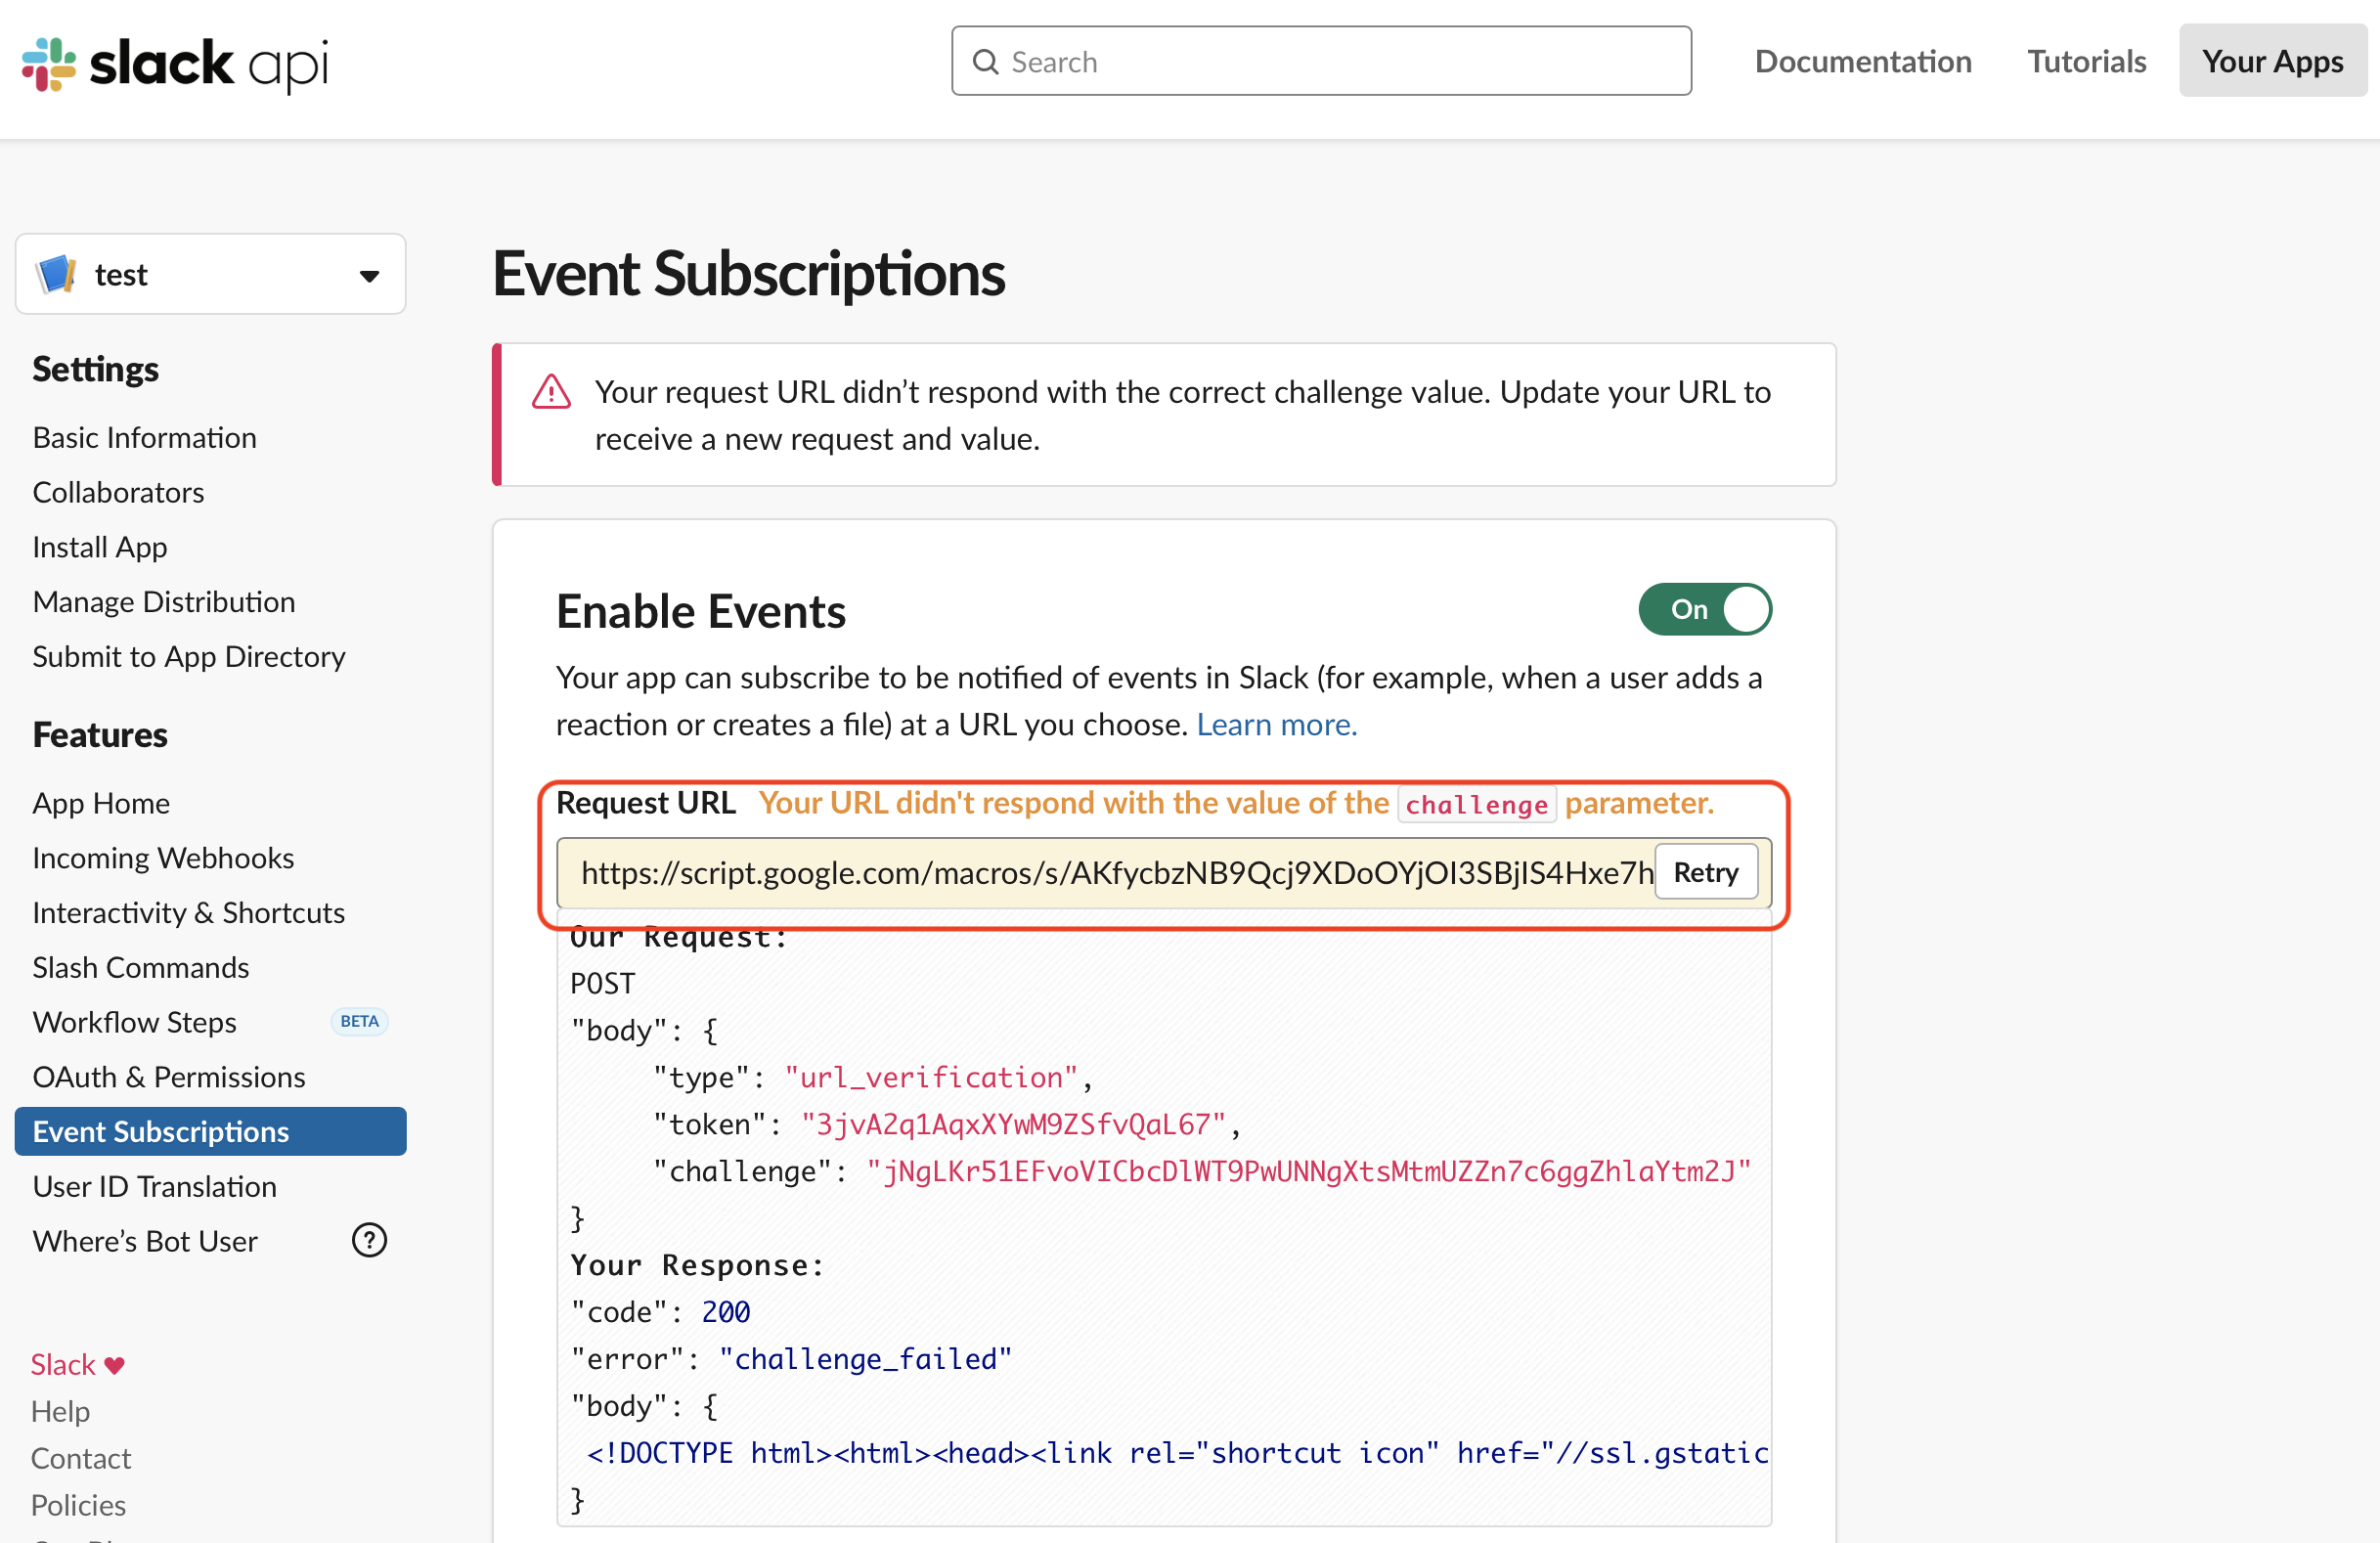 slack api
Search
Documentation
Tutorials
Your Apps
test
Settings
Basic Information
Collaborators
Install App
Manage Distribution
Submit to App Directory
Features
App Home
Incoming Webhooks
Interactivity & Shortcuts
Slash Commands
Workflow Steps BETA
OAuth & Permissions
Event Subscriptions
User ID Translation
Where’s Bot User ?
Slack
Help
Contact
Policies
Event Subscriptions
Your request URL didn’t respond with the correct challenge value. Update your URL to
receive a new request and value.
Enable Events
On
Your app can subscribe to be notified of events in Slack (for example, when a user adds a
reaction or creates a file) at a URL you choose. Learn more.
Request URL Your URL didn't respond with the value of the challenge parameter.
https://script.google.com/macros/s/AKfycbzNB9Qcj9XDoOYjOI3SBjIS4Hxe7h Retry
Our Request:
POST
"body": {
"type": "url_verification",
"token": "3jvA2q1AqxXYwM9ZSfvQaL67",
"challenge": "jNgLKr51EFvoVICbcDlWT9PwUNNgXtsMtmUZZn7c6ggZhlaYtm2J"
}
Your Response:
"code": 200
"error": "challenge_failed"
"body": {
<!DOCTYPE html><html><head><link rel="shortcut icon" href="//ssl.gstatic
}